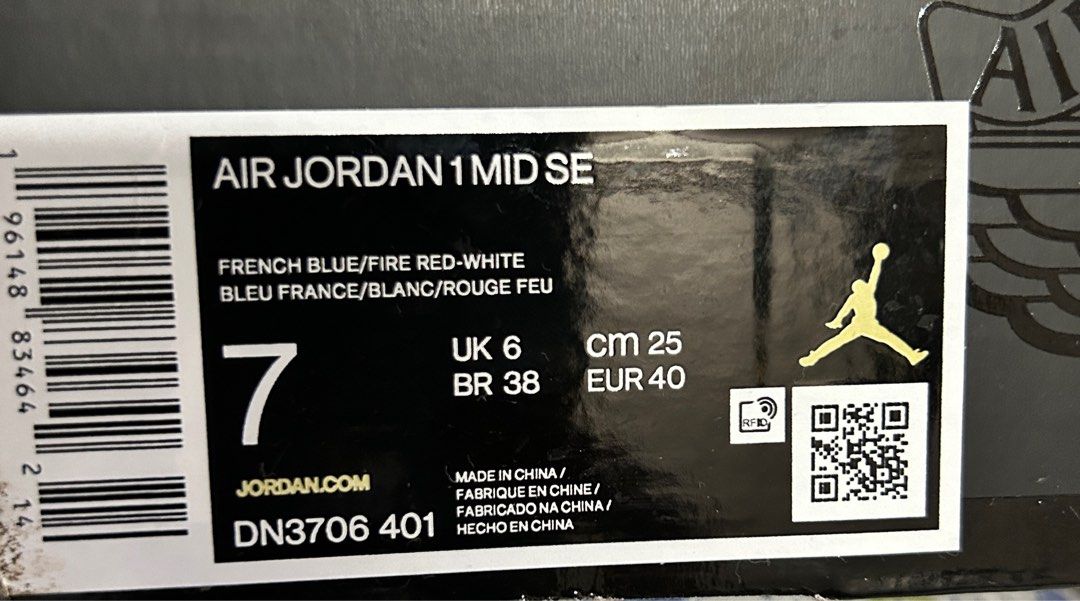 AIR JORDAN 1 MID SE
FRENCH BLUE/FIRE RED-WHITE
BLEU FRANCE/BLANC/ROUGE FEU
7
UK 6
cm 25
BR 38
EUR 40
RFID
JORDAN.COM
DN3706 401
MADE IN CHINA /
FABRIQUE EN CHINE /
FABRICADO NA CHINA /
HECHO EN CHINA
1 96148 83464 2 14
AI